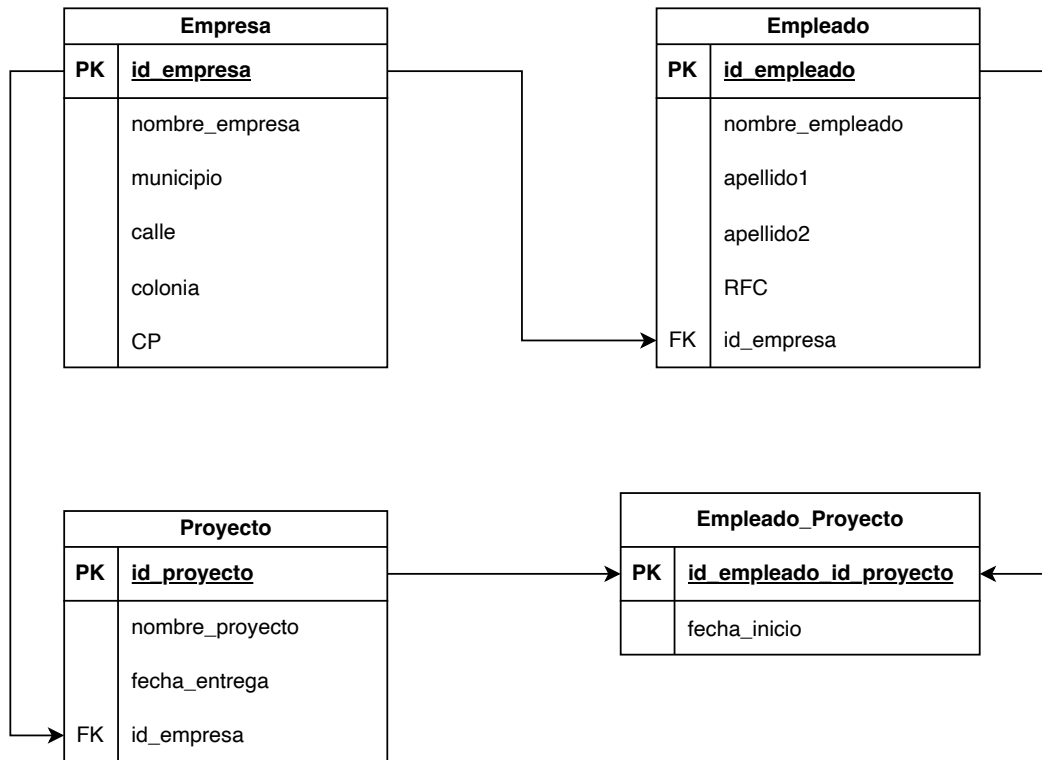 Empresa
PK id_empresa
nombre_empresa
municipio
calle
colonia
CP
Empleado
PK id_empleado
nombre_empleado
apellido1
apellido2
RFC
FK id_empresa
Proyecto
PK id_proyecto
nombre_proyecto
fecha_entrega
FK id_empresa
Empleado_Proyecto
PK id_empleado_id_proyecto
fecha_inicio